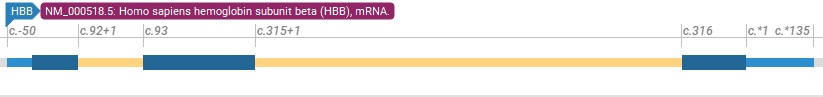 HBB NM_000518.5: Homo sapiens hemoglobin subunit beta (HBB), mRNA.
c.-50 c.92+1 c.93 c.315+1 c.316 c.*1 c.*135